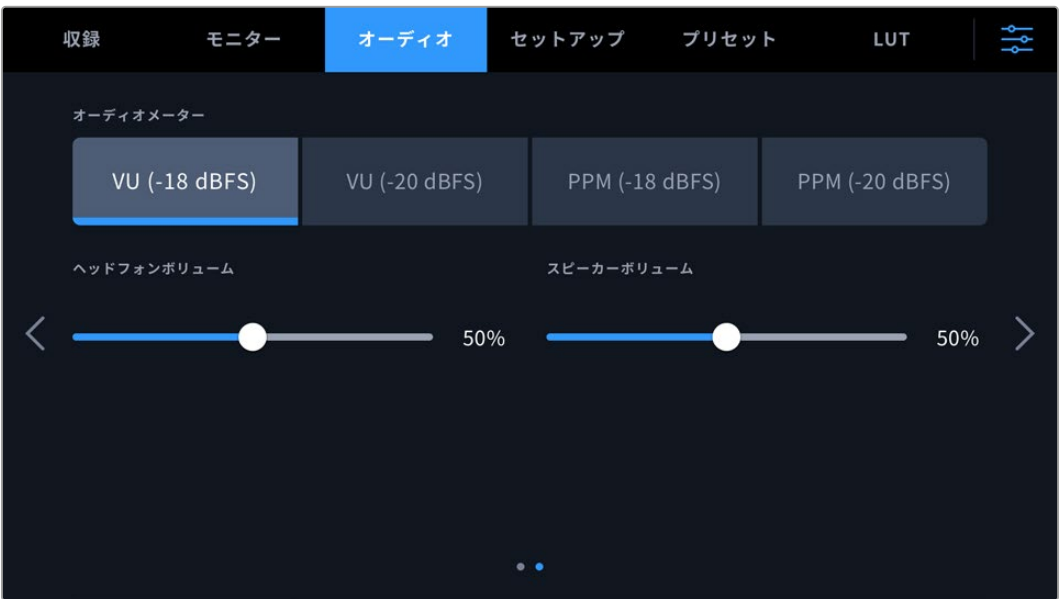 収録 モニター オーディオ セットアップ プリセット LUT
オーディオメーター
VU (-18 dBFS) VU (-20 dBFS) PPM (-18 dBFS) PPM (-20 dBFS)
ヘッドフォンボリューム スピーカーボリューム
50% 50%